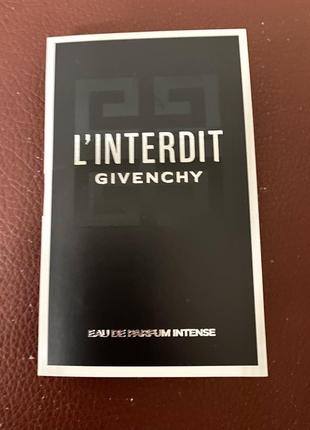 L'INTERDIT
GIVENCHY
EAU DE PARFUM INTENSE